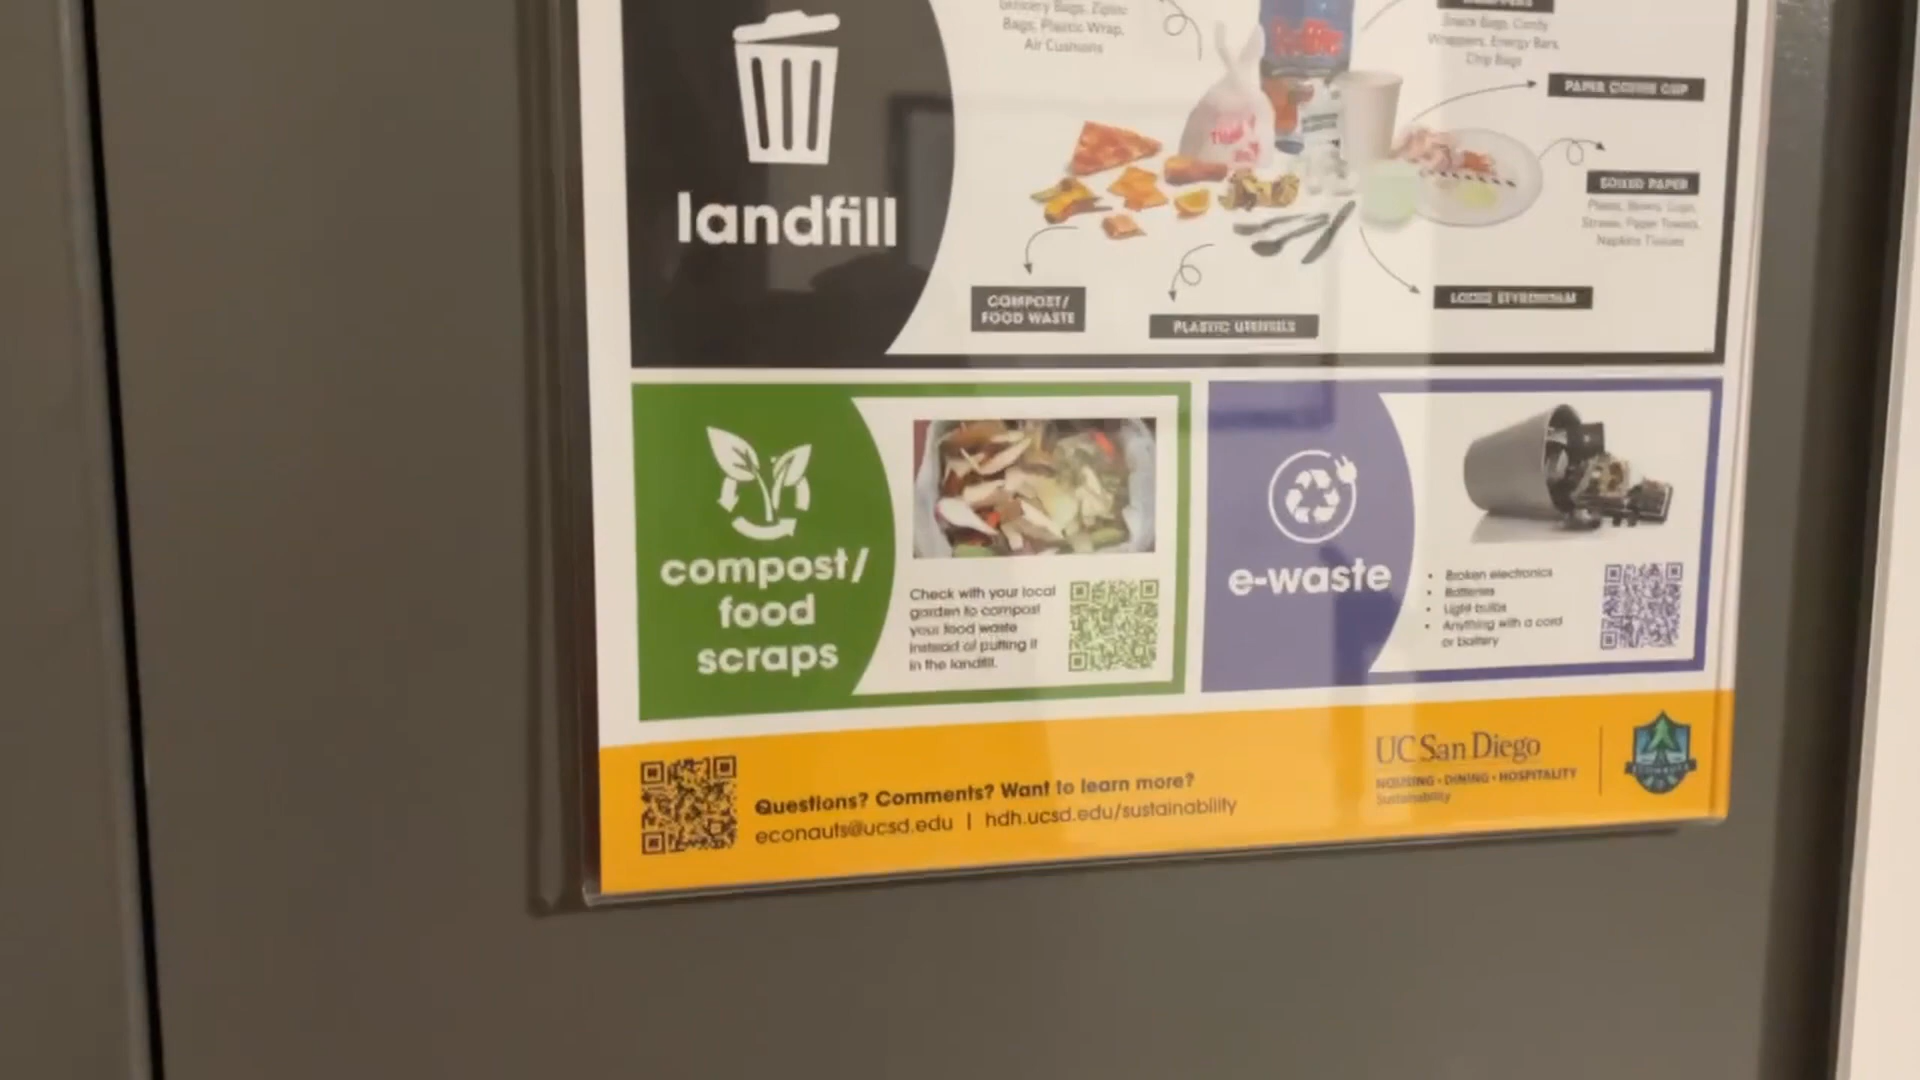 Grocery Bags, Ziploc
Bags, Plastic Wrap,
Air Cushions
Snack Bags, Candy
Wrappers, Energy Bars,
Chip Bags
PAPER COFFEE CUP
THANK YOU
landfill
SOILED PAPER
Plates, Bowls, Cups,
Straws, Paper Towels,
Napkins Tissues
COMPOST/
FOOD WASTE
PLASTIC UTENSILS
LOOSE STYROFOAM
compost/
food
scraps
Check with your local
garden to compost
your food waste
instead of putting it
in the landfill.
e-waste
• Broken electronics
• Batteries
• Light bulbs
• Anything with a cord
or battery
Questions? Comments? Want to learn more?
econauts@ucsd.edu | hdh.ucsd.edu/sustainability
UC San Diego
HOUSING • DINING • HOSPITALITY
Sustainability
ECONAUTS